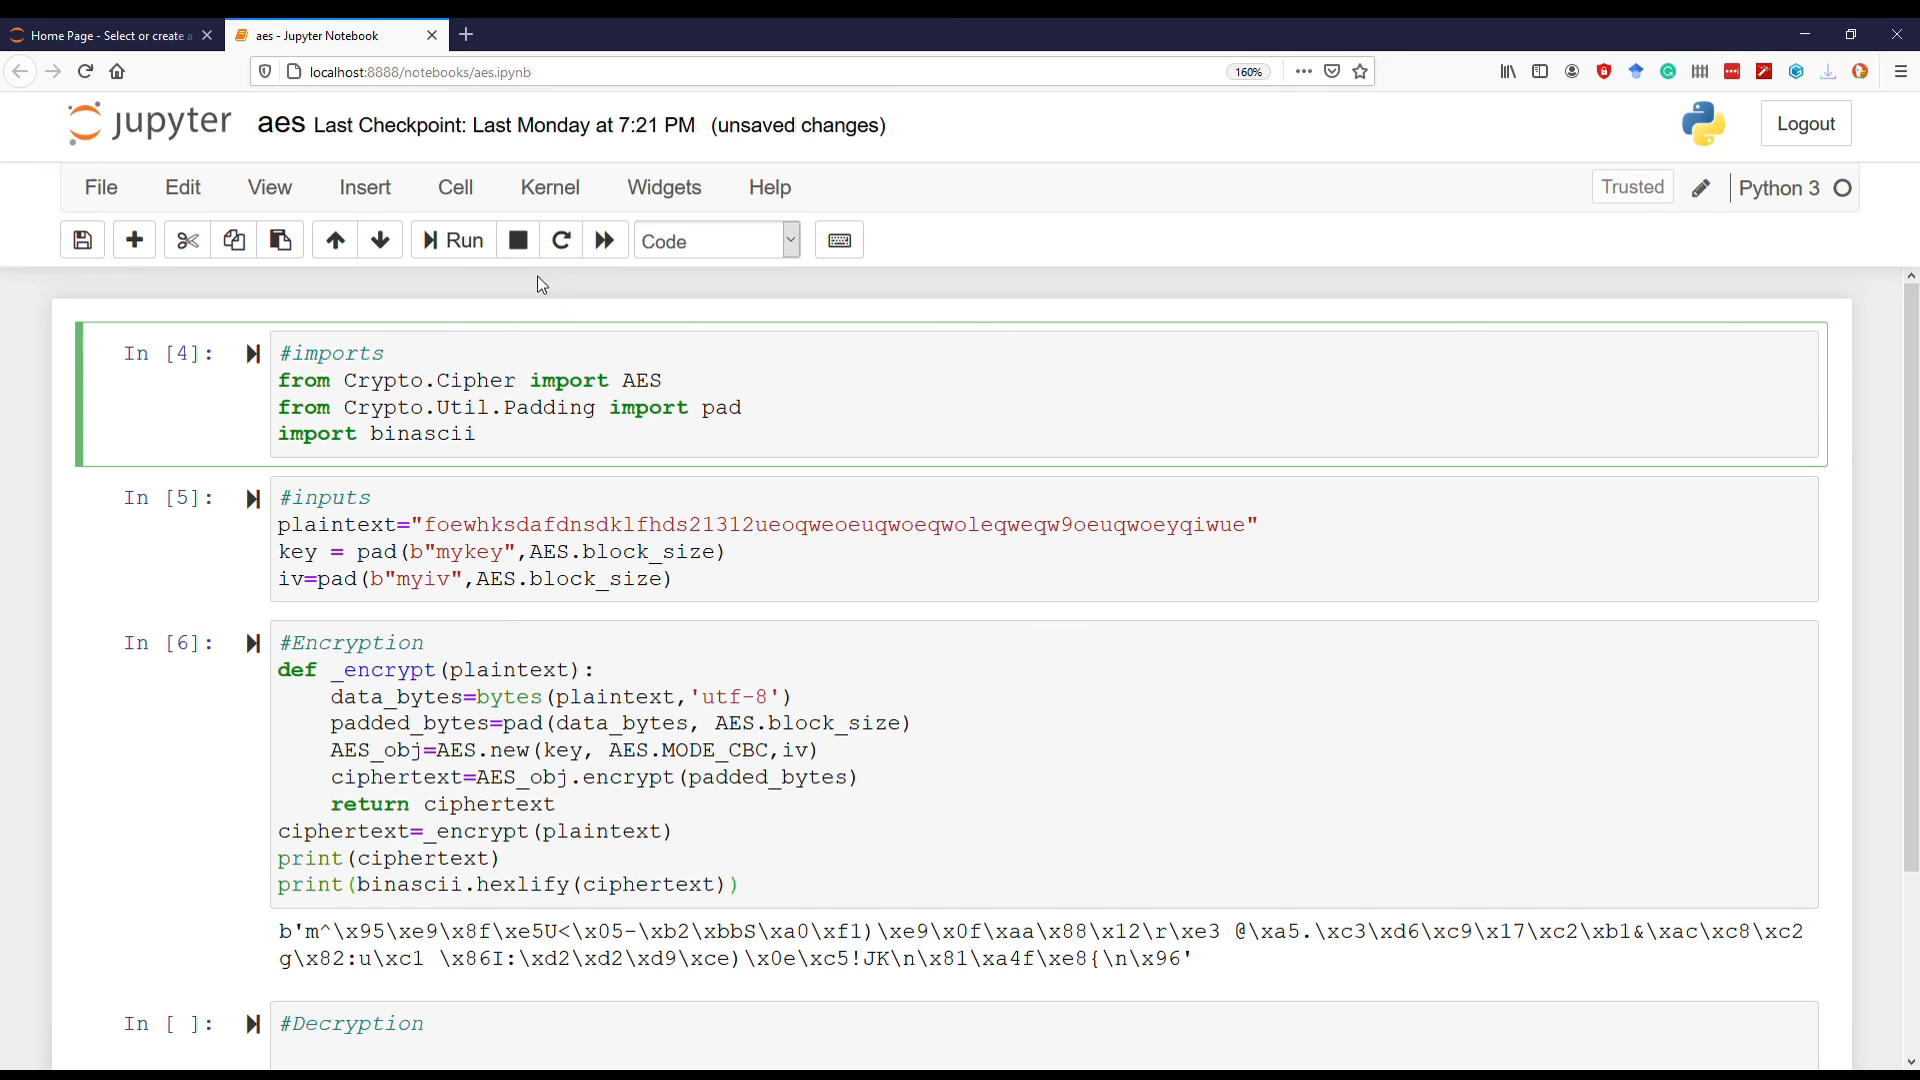 Home Page - Select or create a
aes - Jupyter Notebook
localhost:8888/notebooks/aes.ipynb
160%
jupyter aes Last Checkpoint: Last Monday at 7:21 PM (unsaved changes)
Logout
File Edit View Insert Cell Kernel Widgets Help
Trusted Python 3
Run Code
In [4]: #imports
from Crypto.Cipher import AES
from Crypto.Util.Padding import pad
import binascii
In [5]: #inputs
plaintext="foewhksdafdnsdklfhds21312ueoqweoeuqwoeqwoleqweqw9oeuqwoeyqiwue"
key = pad(b"mykey",AES.block_size)
iv=pad(b"myiv",AES.block_size)
In [6]: #Encryption
def _encrypt(plaintext):
    data_bytes=bytes(plaintext,'utf-8')
    padded_bytes=pad(data_bytes, AES.block_size)
    AES_obj=AES.new(key, AES.MODE_CBC,iv)
    ciphertext=AES_obj.encrypt(padded_bytes)
    return ciphertext
ciphertext=_encrypt(plaintext)
print(ciphertext)
print(binascii.hexlify(ciphertext))
b'm^\x95\xe9\x8f\xe5U<\x05-\xb2\xbbS\xa0\xf1)\xe9\x0f\xaa\x88\x12\r\xe3 @\xa5.\xc3\xd6\xc9\x17\xc2\xb1&\xac\xc8\xc2
g\x82:u\xc1 \x86I:\xd2\xd2\xd9\xce)\x0e\xc5!JK\n\x81\xa4f\xe8{\n\x96'
In [ ]: #Decryption